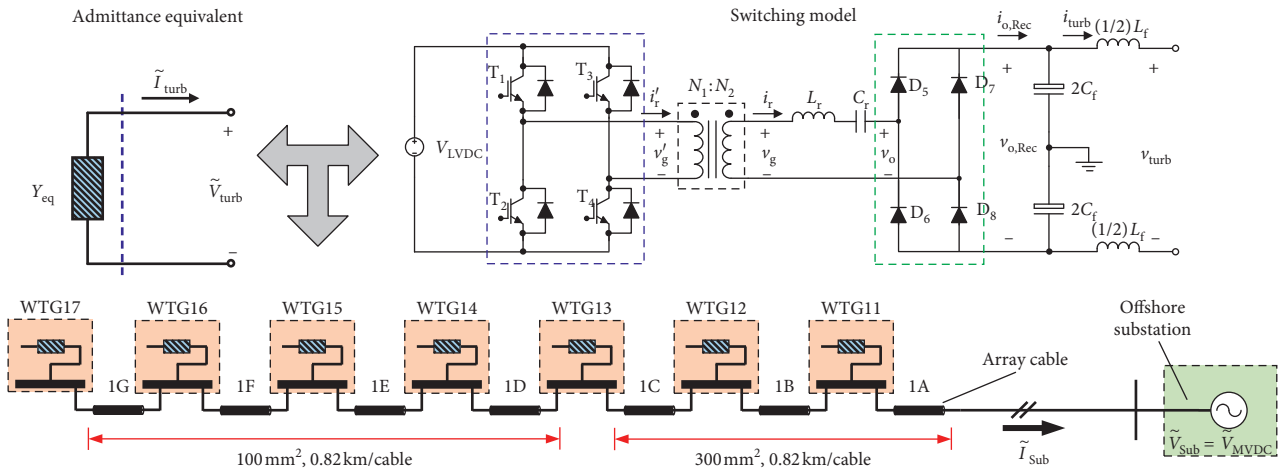 Admittance equivalent
Switching model
Ĩturb
+
Yeq
Ṽturb
−
VLVDC
T1
T3
T2
T4
i′r
N1:N2
ir
Lr
Cr
+
v′g
−
+
vg
−
+
vo
−
D5
D7
D6
D8
io,Rec
iturb
(1/2) Lf
+
+
2Cf
vo,Rec
vturb
2Cf
(1/2) Lf
−
−
WTG17
WTG16
WTG15
WTG14
WTG13
WTG12
WTG11
Offshore
substation
1G
1F
1E
1D
1C
1B
1A
Array cable
100 mm², 0.82 km/cable
300 mm², 0.82 km/cable
ĨSub
ṼSub = ṼMVDC